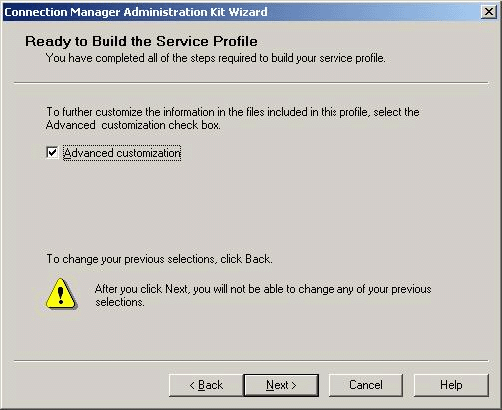 Connection Manager Administration Kit Wizard
Ready to Build the Service Profile
You have completed all of the steps required to build your service profile.
To further customize the information in the files included in this profile, select the
Advanced customization check box.
Advanced customization
To change your previous selections, click Back.
After you click Next, you will not be able to change any of your previous
selections.
< Back
Next >
Cancel
Help